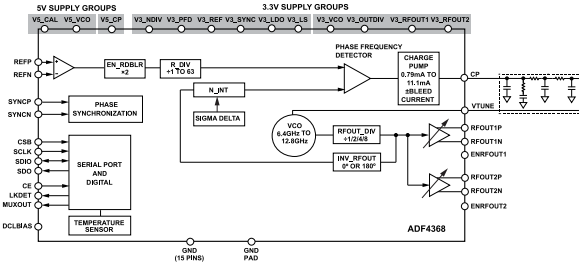 5V SUPPLY GROUPS
3.3V SUPPLY GROUPS
V5_CAL V5_VCO V5_CP V3_NDIV V3_PFD V3_REF V3_SYNC V3_LDO V3_LS V3_VCO V3_OUTDIV V3_RFOUT1 V3_RFOUT2
PHASE FREQUENCY
DETECTOR
REFP
REFN
EN_RDBLR
×2
R_DIV
÷1 TO 63
CHARGE
PUMP
0.79mA TO
11.1mA
±BLEED
CURRENT
CP
N_INT
SIGMA DELTA
VTUNE
SYNCP
SYNCN
PHASE
SYNCHRONIZATION
VCO
6.4GHz TO
12.8GHz
RFOUT_DIV
÷1/2/4/8
INV_RFOUT
0° OR 180°
RFOUT1P
RFOUT1N
ENRFOUT1
CSB
SCLK
SDIO
SDO
CE
LKDET
MUXOUT
SERIAL PORT
AND
DIGITAL
RFOUT2P
RFOUT2N
ENRFOUT2
TEMPERATURE
SENSOR
DCLBIAS
ADF4368
GND
(15 PINS)
GND
PAD